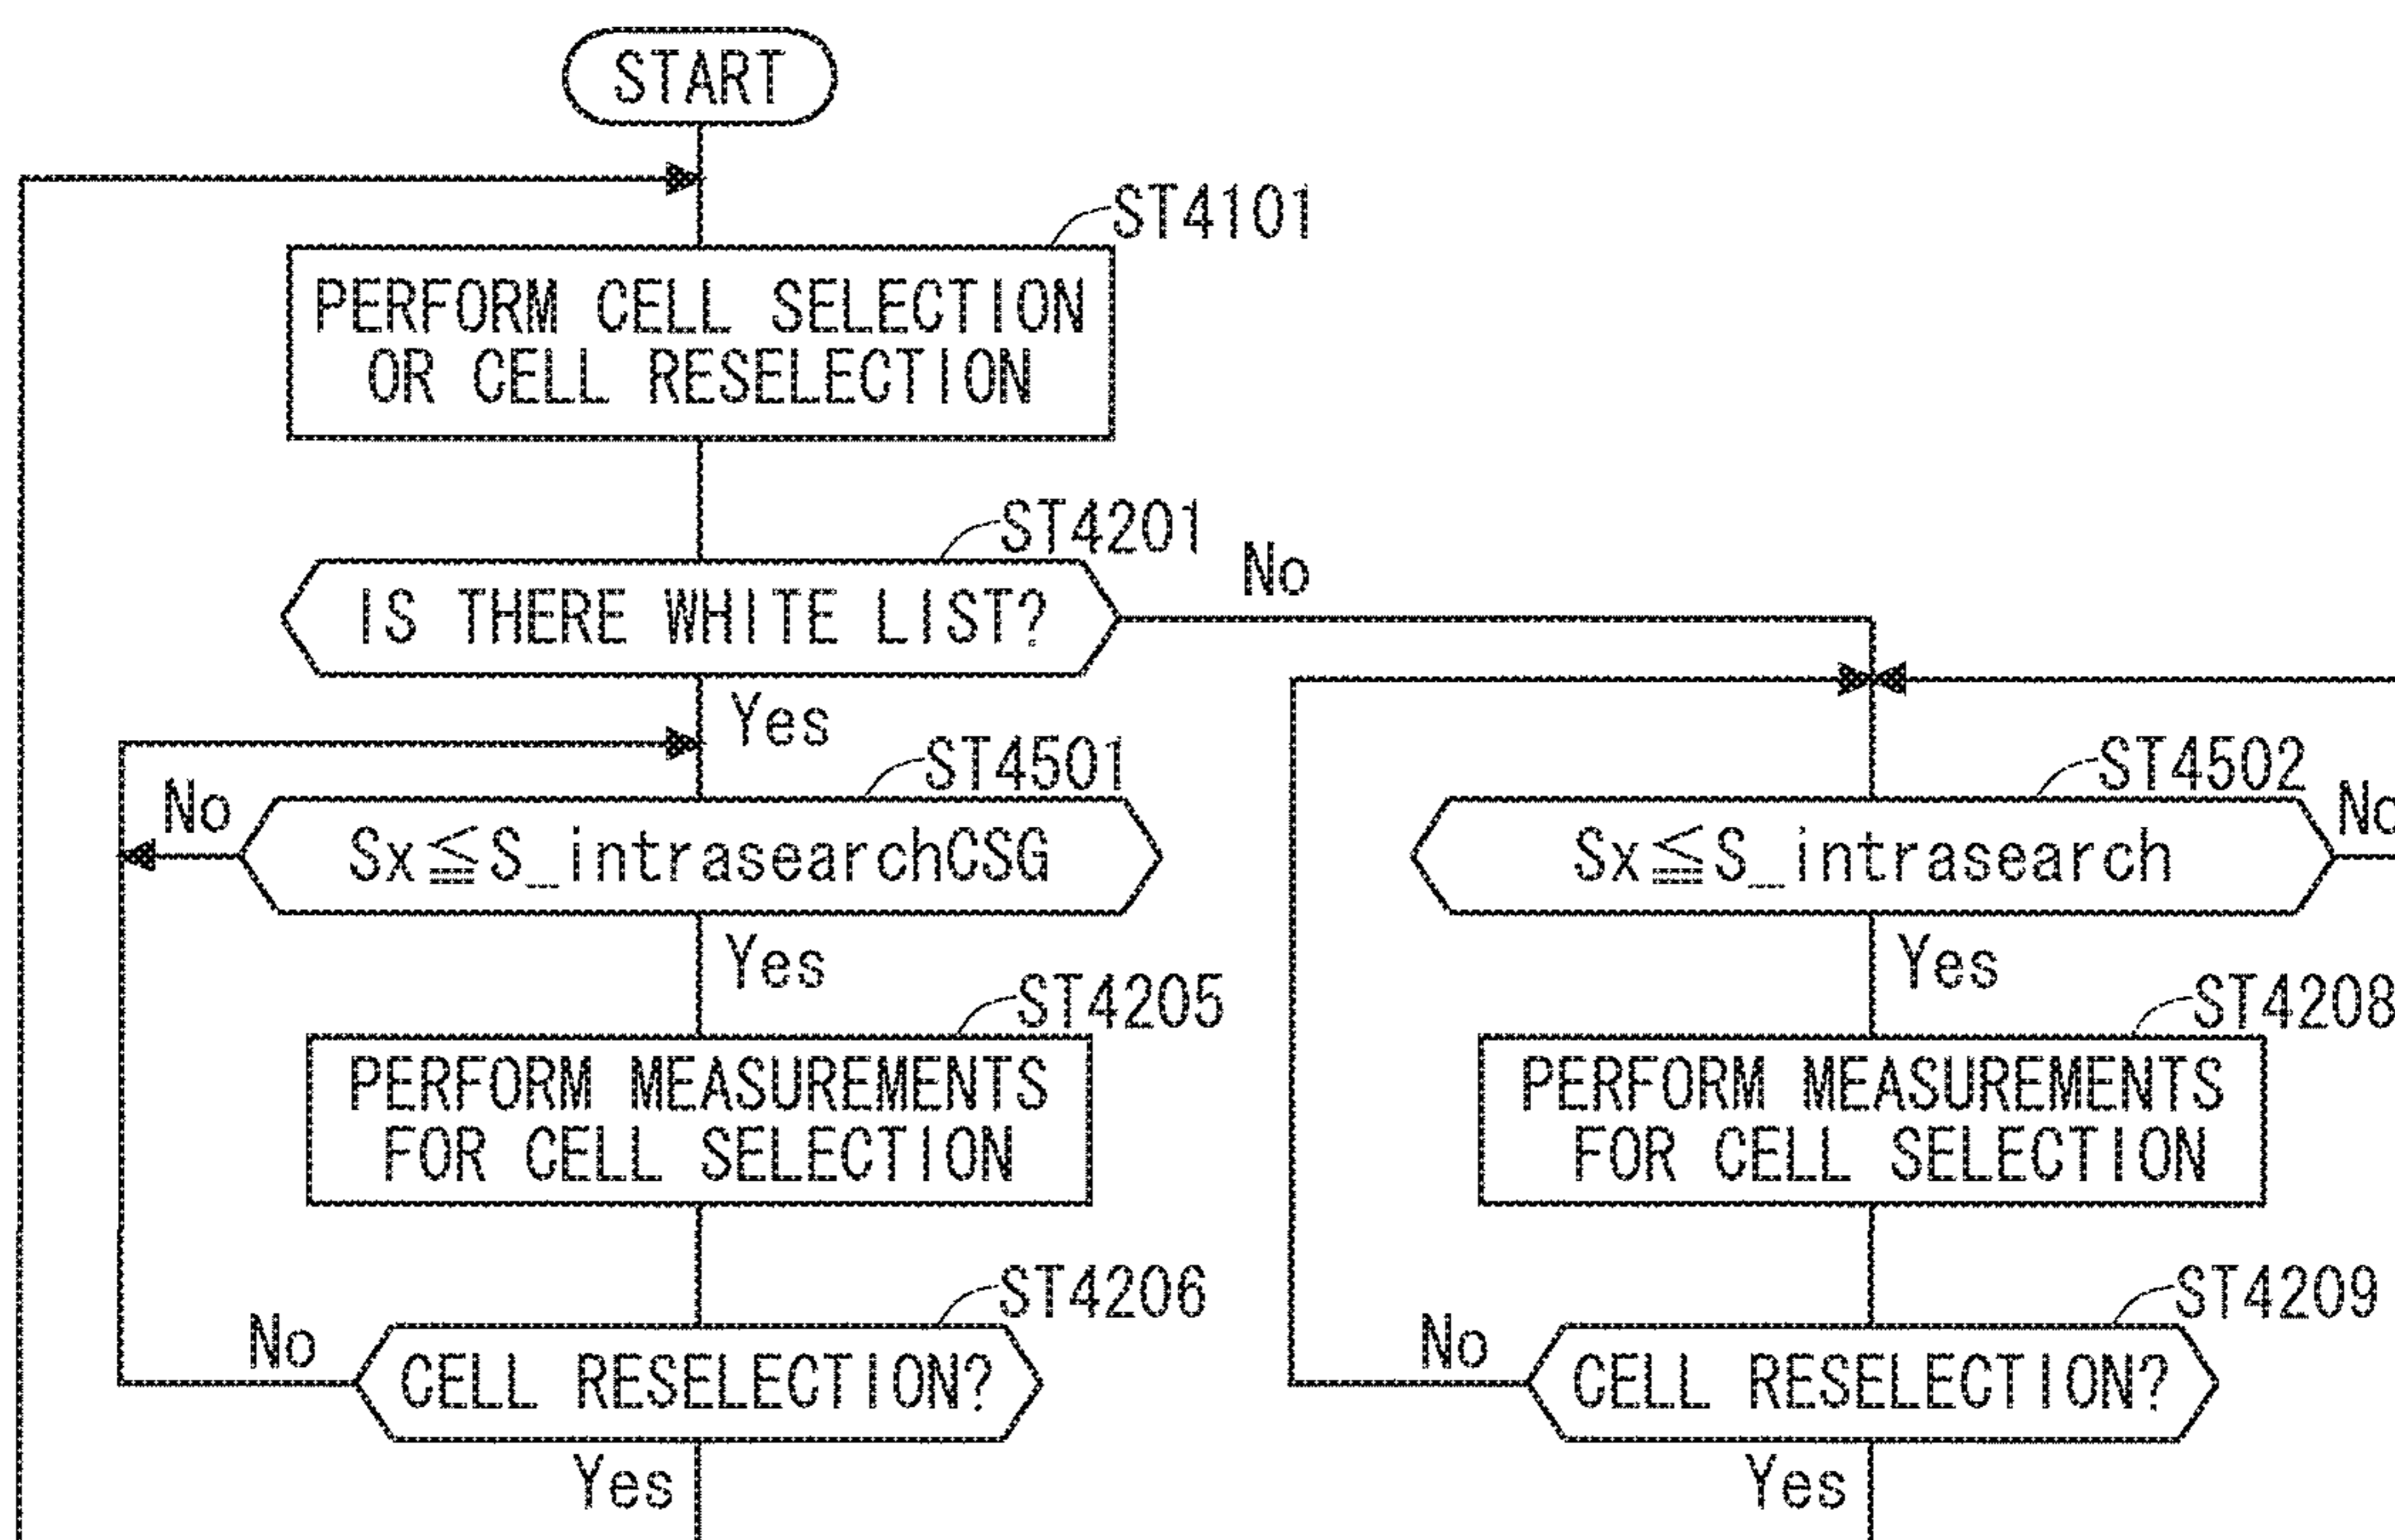 START
ST4101
PERFORM CELL SELECTION
OR CELL RESELECTION
ST4201
IS THERE WHITE LIST?
No
Yes
ST4501
No
Sx≦S_intrasearchCSG
Yes
ST4205
PERFORM MEASUREMENTS
FOR CELL SELECTION
ST4206
No
CELL RESELECTION?
Yes
ST4502
No
Sx≦S_intrasearch
Yes
ST4208
PERFORM MEASUREMENTS
FOR CELL SELECTION
ST4209
No
CELL RESELECTION?
Yes